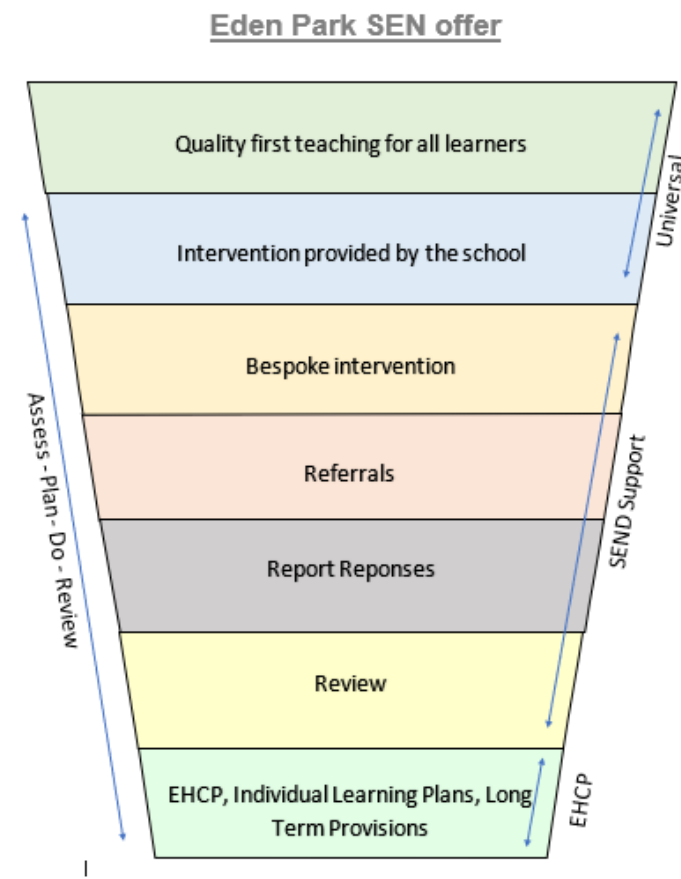 Eden Park SEN offer
Quality first teaching for all learners
Universal
Intervention provided by the school
Bespoke intervention
Assess - Plan - Do - Review
Referrals
SEND Support
Report Reponses
Review
EHCP, Individual Learning Plans, Long
Term Provisions
EHCP